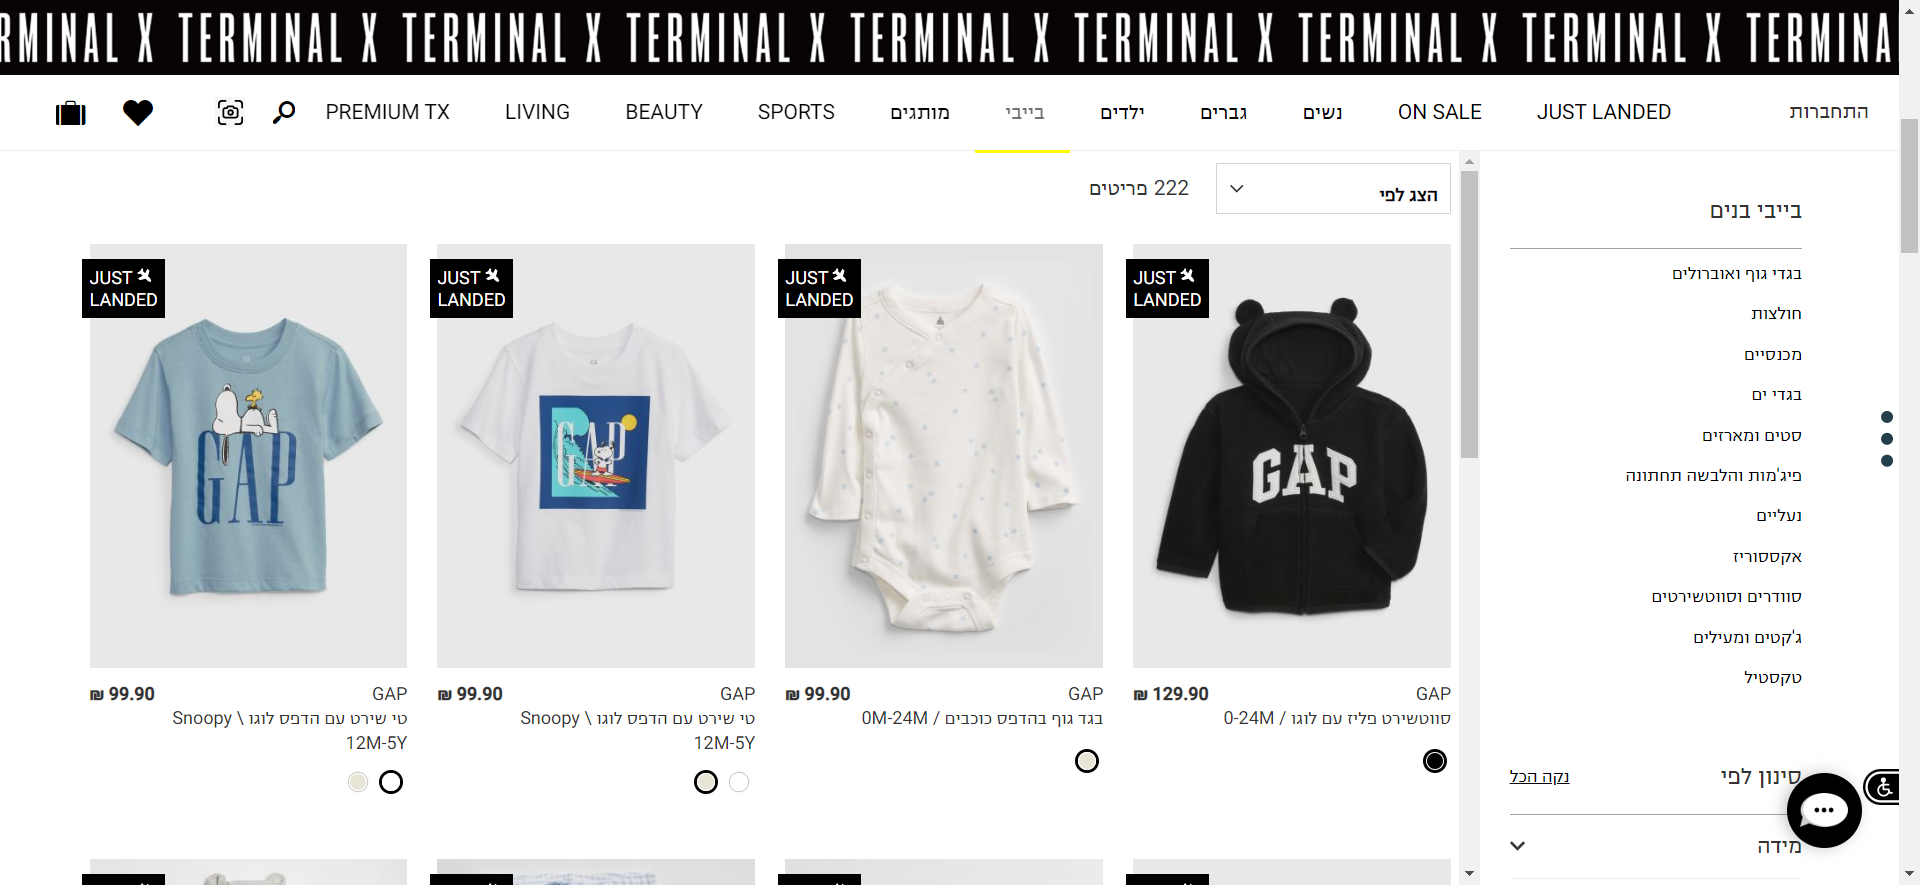 RMINAL X TERMINAL X TERMINAL X TERMINAL X TERMINAL X TERMINAL X TERMINAL X TERMINAL X TERMINA
התחברות
JUST LANDED
ON SALE
נשים
גברים
ילדים
בייבי
מותגים
SPORTS
BEAUTY
LIVING
PREMIUM TX
הצג לפי
222 פריטים
בייבי בנים
בגדי גוף ואוברולים
חולצות
מכנסיים
בגדי ים
סטים ומארזים
פיג'מות והלבשה תחתונה
נעליים
אקססוריז
סוודרים וסווטשירטים
ג'קטים ומעילים
טקסטיל
סינון לפי
נקה הכל
מידה
JUST
LANDED
GAP
GAP
129.90 ₪
סווטשירט פליז עם לוגו / 0-24M
JUST
LANDED
GAP
99.90 ₪
בגד גוף בהדפס כוכבים / 0M-24M
JUST
LANDED
GAP
GAP
99.90 ₪
טי שירט עם הדפס לוגו \ Snoopy
12M-5Y
JUST
LANDED
GAP
GAP
99.90 ₪
טי שירט עם הדפס לוגו \ Snoopy
12M-5Y